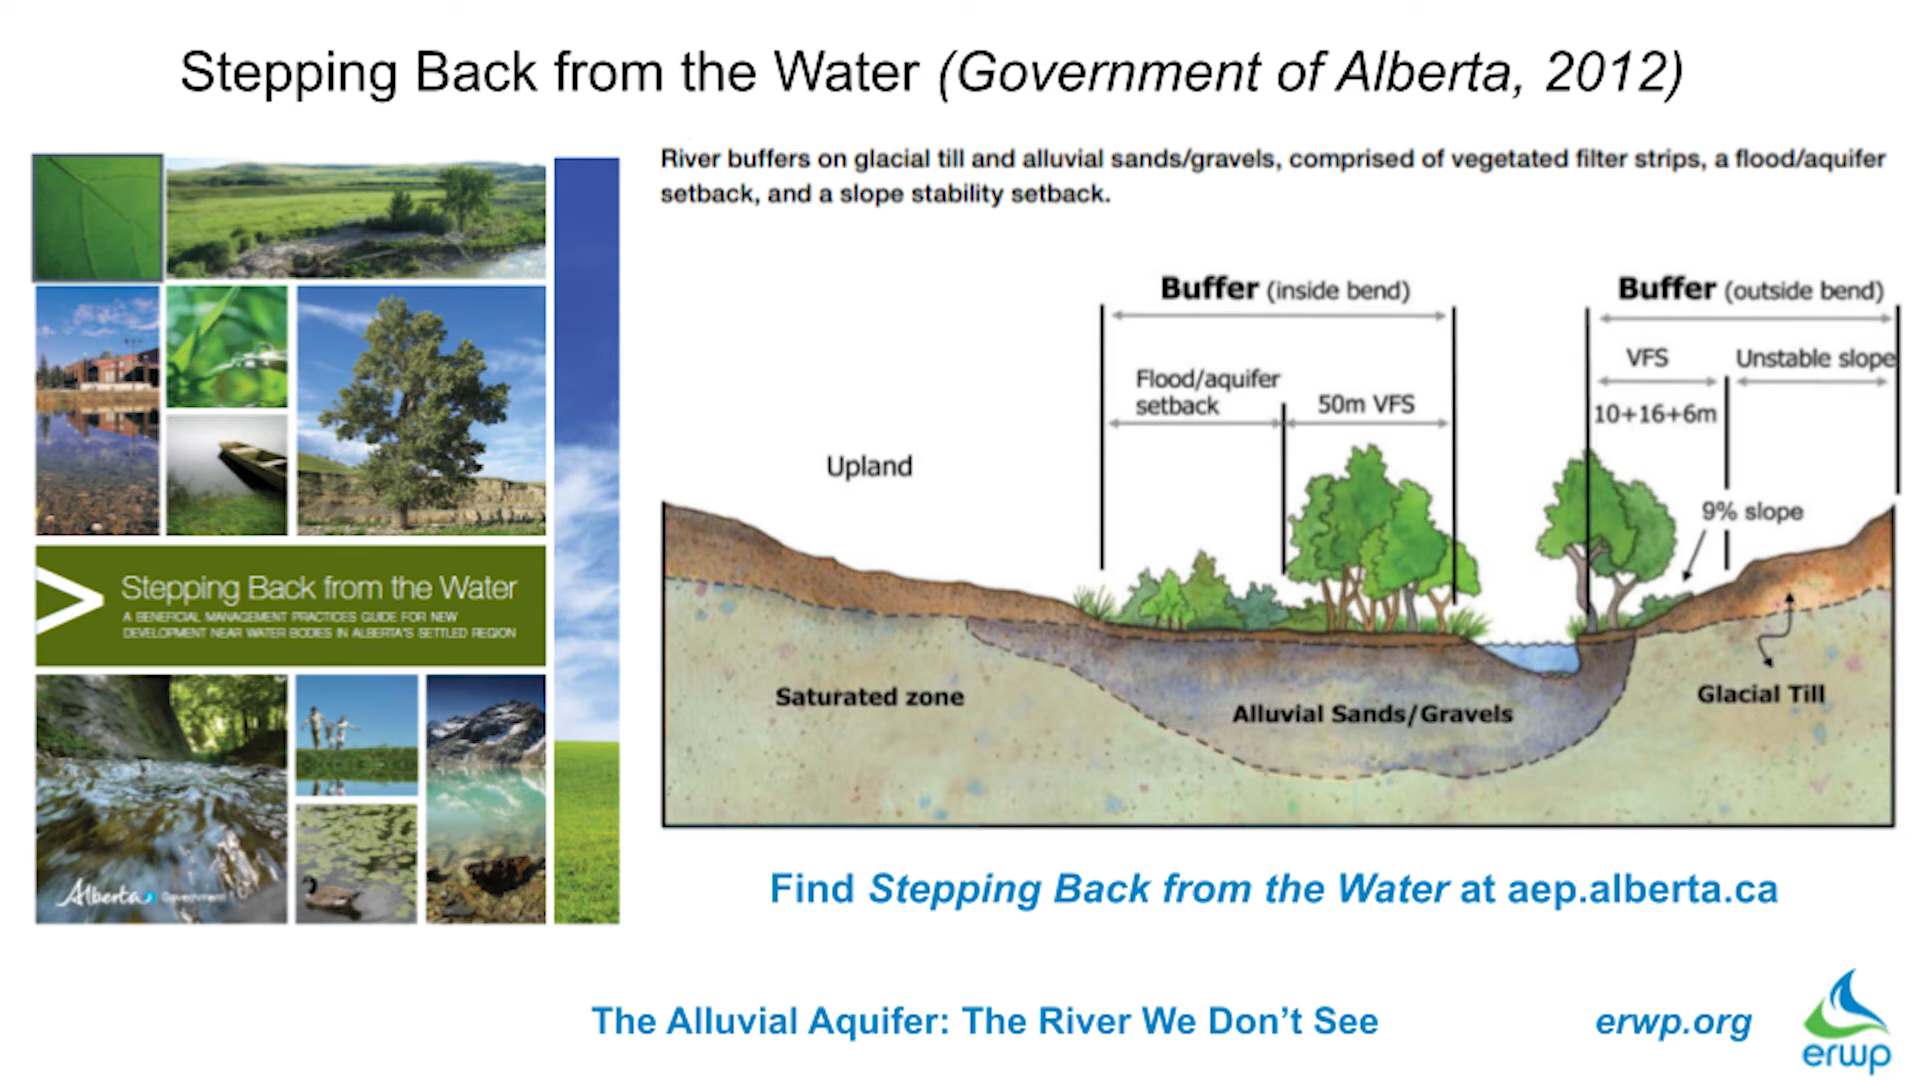 Stepping Back from the Water (Government of Alberta, 2012)
River buffers on glacial till and alluvial sands/gravels, comprised of vegetated filter strips, a flood/aquifer
setback, and a slope stability setback.
Stepping Back from the Water
A BENEFICIAL MANAGEMENT PRACTICES GUIDE FOR NEW
DEVELOPMENT NEAR WATER BODIES IN ALBERTA'S SETTLED REGION
Alberta Government
Buffer (inside bend)
Buffer (outside bend)
Flood/aquifer
setback
50m VFS
VFS
Unstable slope
10+16+6m
Upland
9% slope
Saturated zone
Alluvial Sands/Gravels
Glacial Till
Find Stepping Back from the Water at aep.alberta.ca
The Alluvial Aquifer: The River We Don't See
erwp.org
erwp